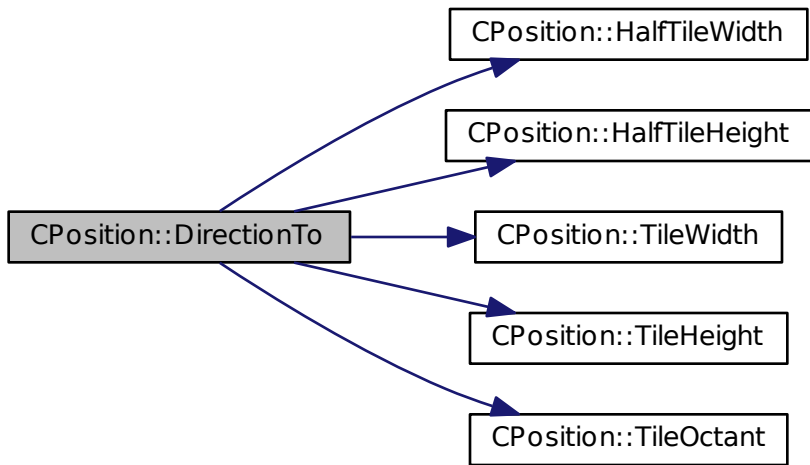 CPosition::HalfTileWidth
CPosition::HalfTileHeight
CPosition::DirectionTo
CPosition::TileWidth
CPosition::TileHeight
CPosition::TileOctant